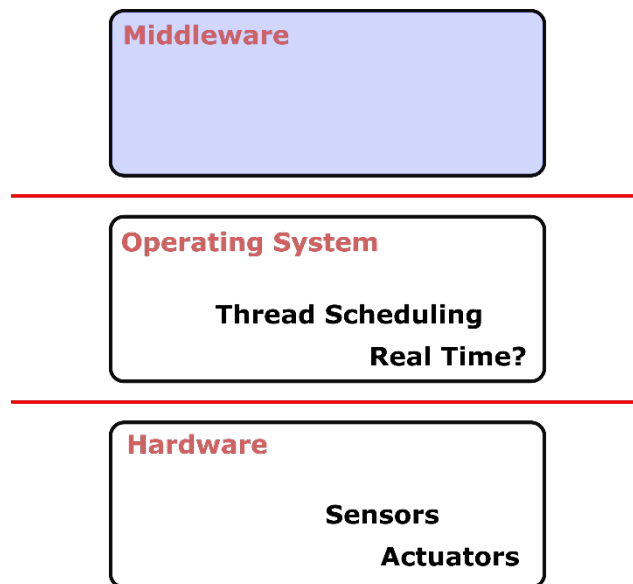 Middleware
Operating System
Thread Scheduling
Real Time?
Hardware
Sensors
Actuators